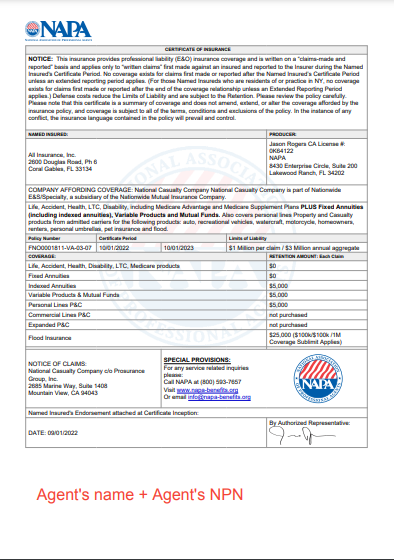 NAPA
NATIONAL ASSOCIATION OF PROFESSIONAL AGENTS
CERTIFICATE OF INSURANCE
NOTICE: This insurance provides professional liability (E&O) insurance coverage and is written on a "claims-made and
reported" basis and applies only to "written claims" first made against an insured and reported to the Insurer during the Named
Insured's Certificate Period. No coverage exists for claims first made or reported after the Named Insured's Certificate Period
unless an extended reporting period applies. (For those Named Insureds who are residents of or practice in NY, no coverage
exists for claims first made or reported after the end of the coverage relationship unless an Extended Reporting Period
applies.) Defense costs reduce the Limits of Liability and are subject to the Retention. Please review the policy carefully.
Please note that this certificate is a summary of coverage and does not amend, extend, or alter the coverage afforded by the
insurance policy, and coverage is subject to all of the terms, conditions and exclusions of the policy. In the instance of any
conflict, the insurance language contained in the policy will prevail and control.
NAMED INSURED:
PRODUCER:
All Insurance, Inc.
2600 Douglas Road, Ph 6
Coral Gables, FL 33134
Jason Rogers CA License #:
0K64122
NAPA
8430 Enterprise Circle, Suite 200
Lakewood Ranch, FL 34202
COMPANY AFFORDING COVERAGE: National Casualty Company National Casualty Company is part of Nationwide
E&S/Specialty, a subsidiary of the Nationwide Mutual Insurance Company.
Life, Accident, Health, LTC, Disability, including Medicare Advantage and Medicare Supplement Plans PLUS Fixed Annuities
(including indexed annuities), Variable Products and Mutual Funds. Also covers personal lines Property and Casualty
products from admitted carriers for the following products: auto, recreational vehicles, watercraft, motorcycle, homeowners,
renters, personal umbrellas, pet insurance and flood.
Policy Number Certificate Period Limits of Liability
FNO0001811-VA-03-07 10/01/2022 10/01/2023 $1 Million per claim / $3 Million annual aggregate
COVERAGE: RETENTION AMOUNT: Each Claim
Life, Accident, Health, Disability, LTC, Medicare products $0
Fixed Annuities $0
Indexed Annuities $5,000
Variable Products & Mutual Funds $5,000
Personal Lines P&C $5,000
Commercial Lines P&C not purchased
Expanded P&C not purchased
Flood Insurance $25,000 ($100k/$100k /1M
Coverage Sublimit Applies)
NOTICE OF CLAIMS:
National Casualty Company c/o Prosurance
Group, Inc.
2685 Marine Way, Suite 1408
Mountain View, CA 94043
SPECIAL PROVISIONS:
For any service related inquiries
please:
Call NAPA at (800) 593-7657
Visit www.napa-benefits.org
Or email info@napa-benefits.org
NAPA
Named Insured's Endorsement attached at Certificate Inception:
DATE: 09/01/2022
By Authorized Representative:
Agent's name + Agent's NPN